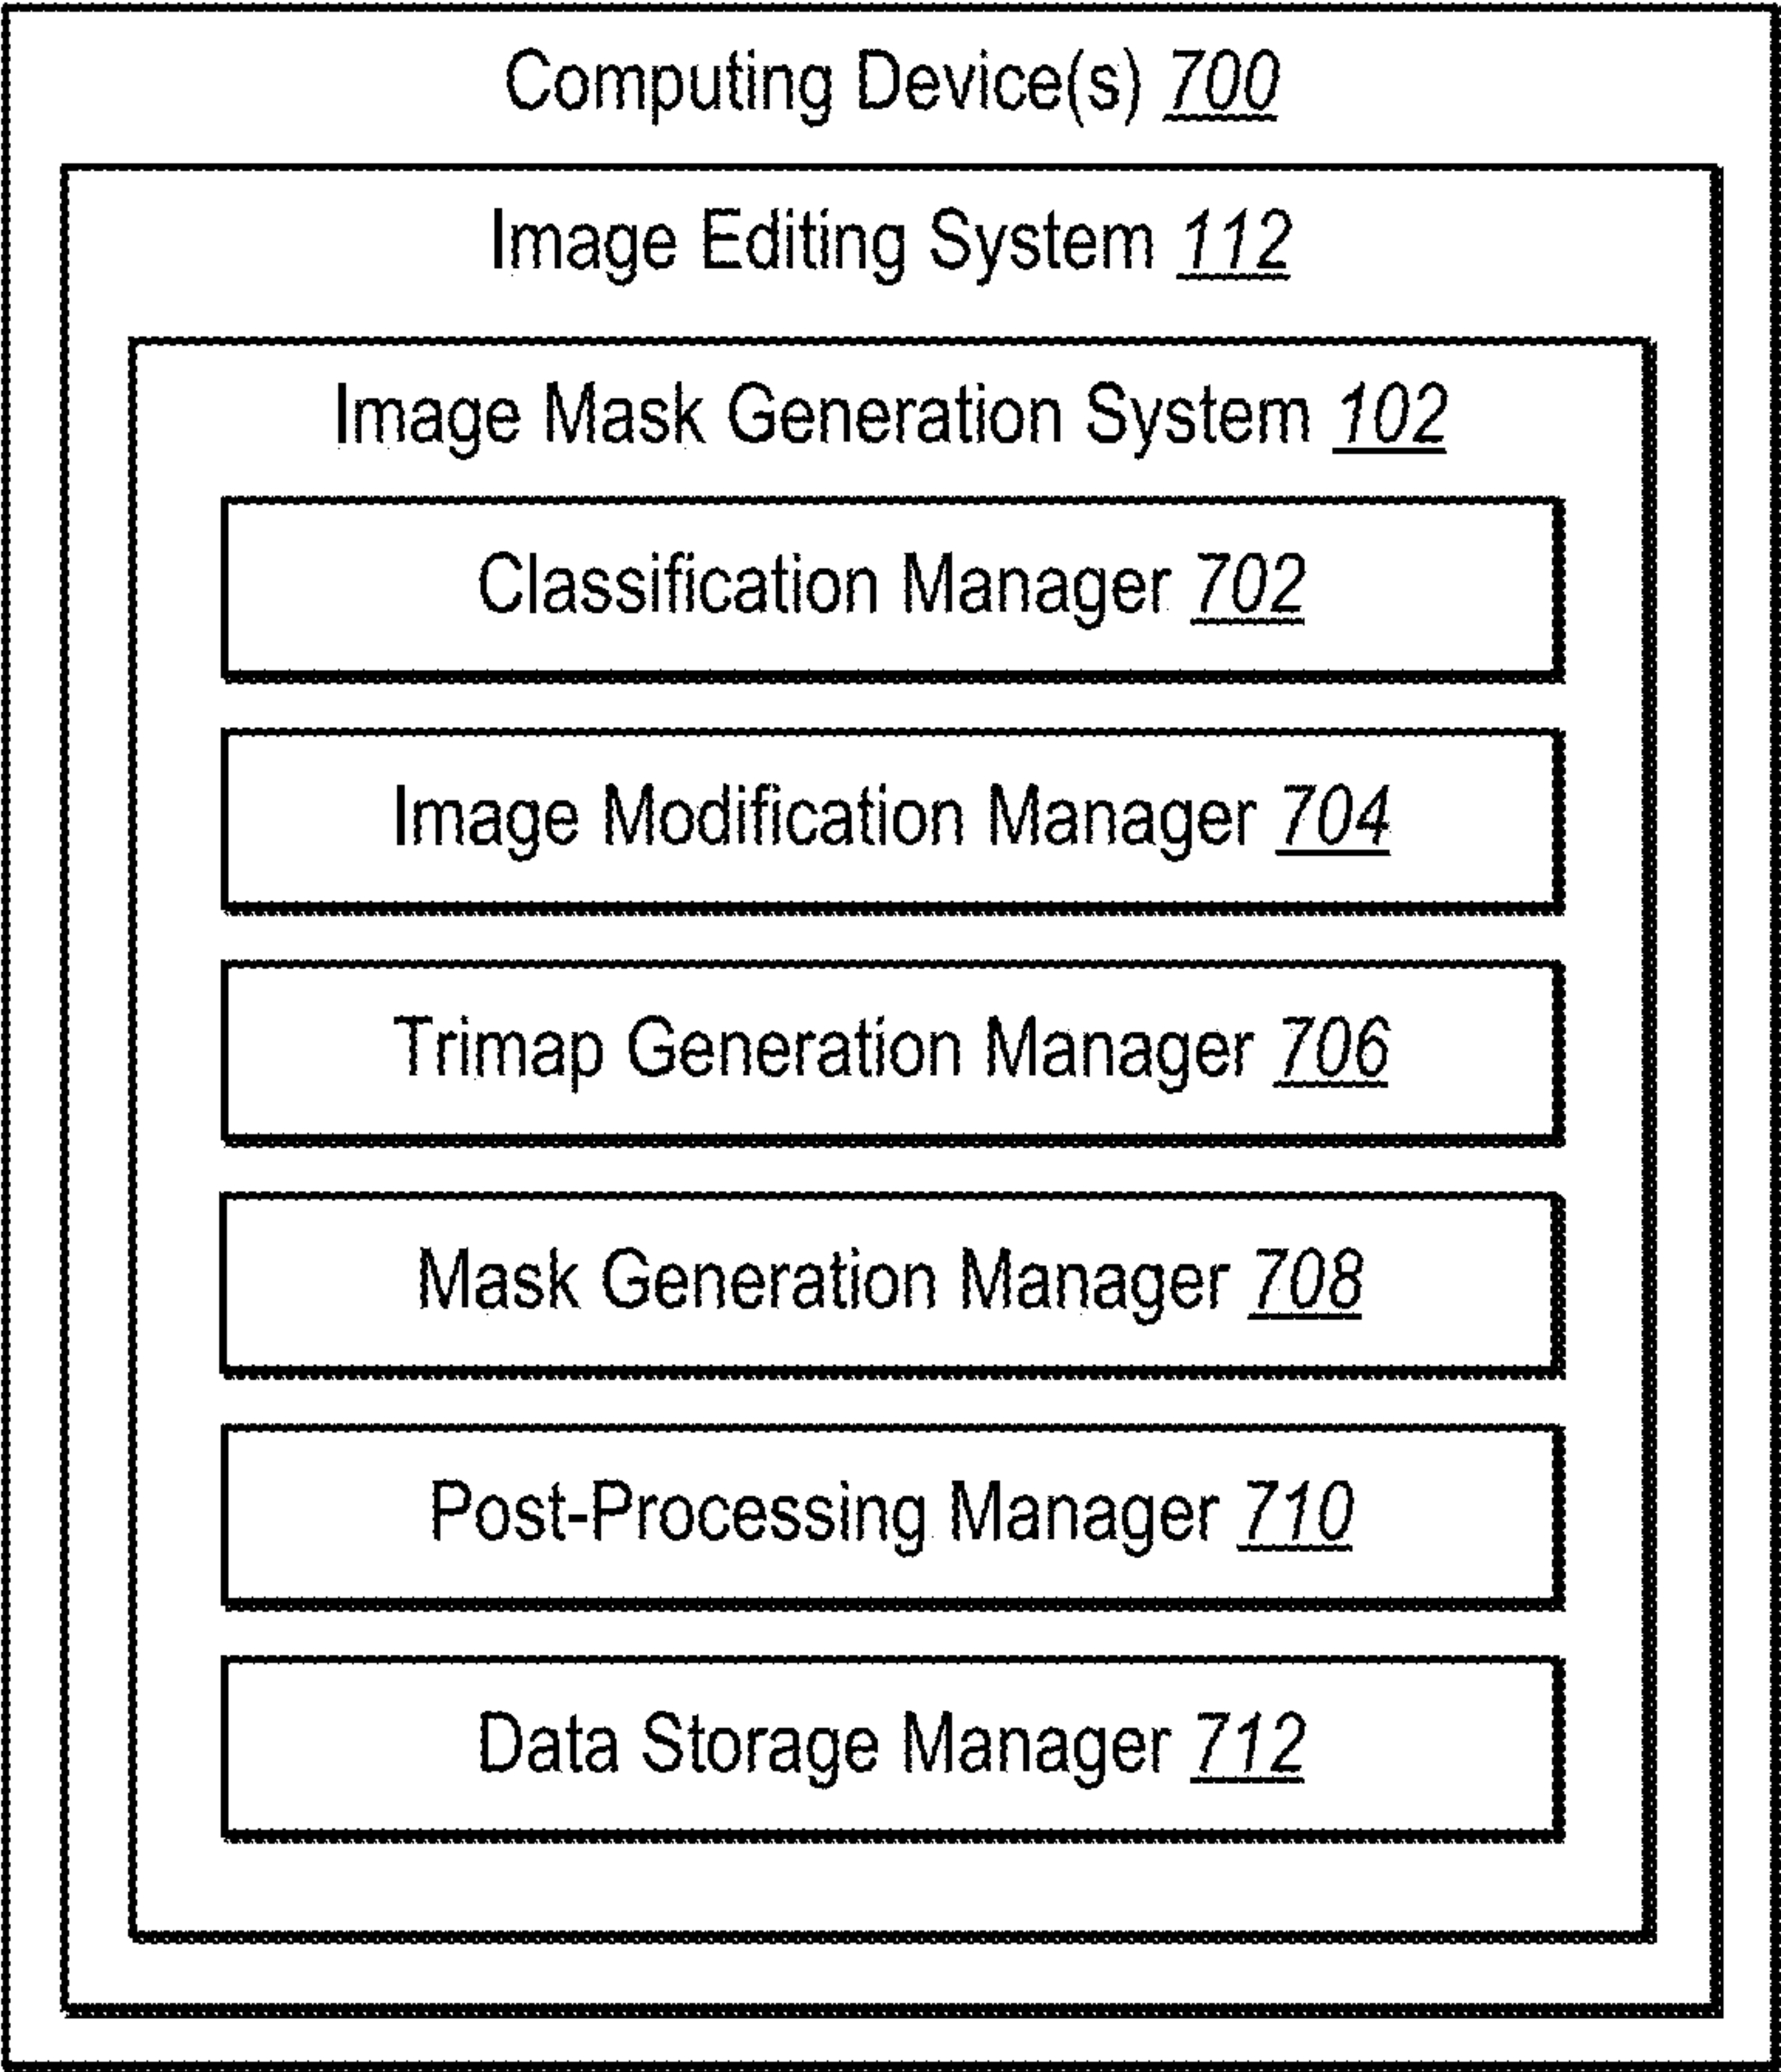 Computing Device(s) 700
Image Editing System 112
Image Mask Generation System 102
Classification Manager 702
Image Modification Manager 704
Trimap Generation Manager 706
Mask Generation Manager 708
Post-Processing Manager 710
Data Storage Manager 712